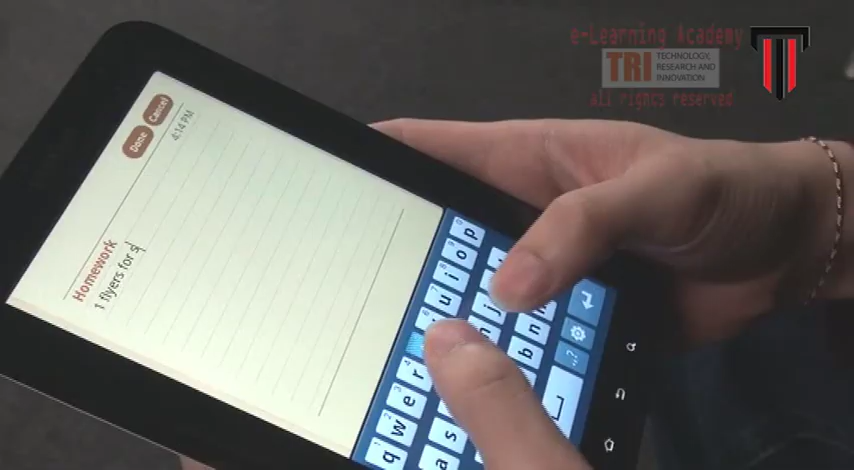 e-Learning Academy
TRI TECHNOLOGY, RESEARCH AND INNOVATION
all rights reserved
Done Cancel
4:14 PM
Homework
1 flyers for s
q w e r u i o p
a s j
b n
.,?